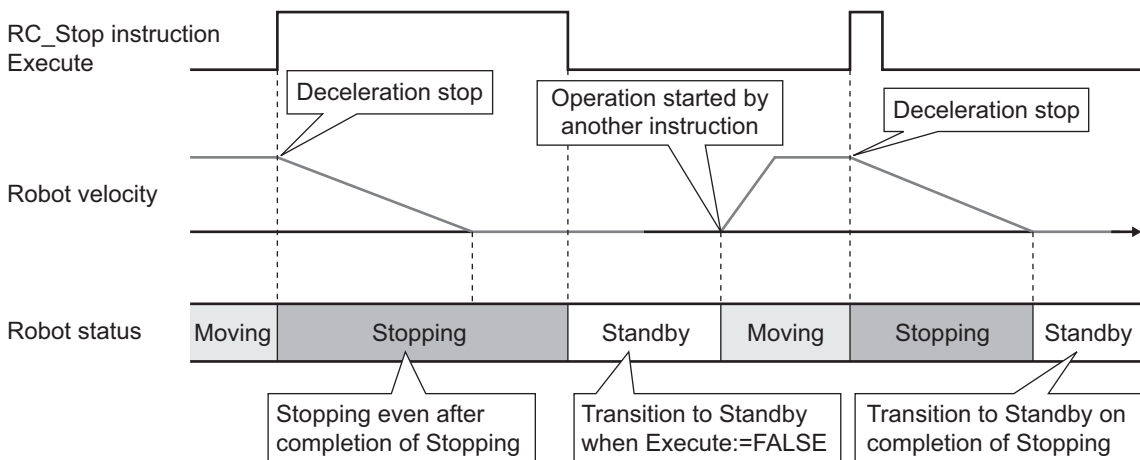 RC_Stop instruction
Execute
Deceleration stop
Operation started by
another instruction
Deceleration stop
Robot velocity
Robot status
Moving
Stopping
Standby
Moving
Stopping
Standby
Stopping even after
completion of Stopping
Transition to Standby
when Execute:=FALSE
Transition to Standby on
completion of Stopping